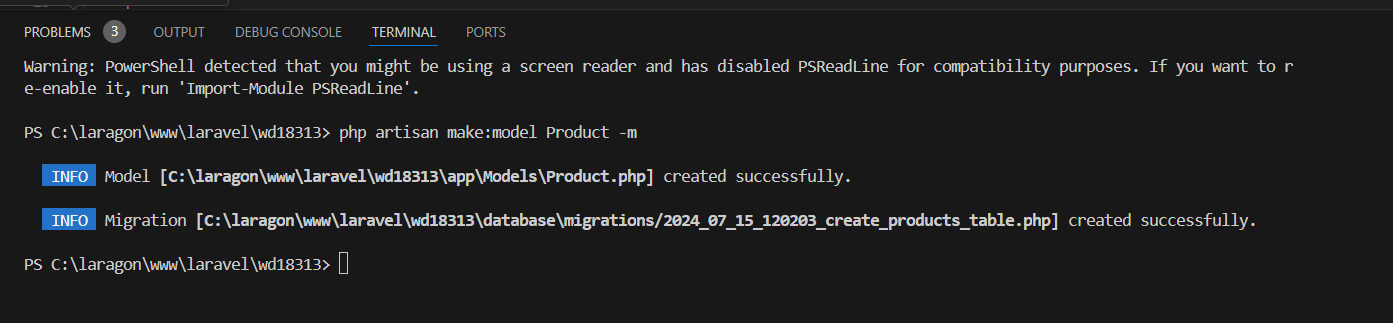 PROBLEMS 3 OUTPUT DEBUG CONSOLE TERMINAL PORTS
Warning: PowerShell detected that you might be using a screen reader and has disabled PSReadLine for compatibility purposes. If you want to r
e-enable it, run 'Import-Module PSReadLine'.
PS C:\laragon\www\laravel\wd18313> php artisan make:model Product -m
INFO Model [C:\laragon\www\laravel\wd18313\app\Models\Product.php] created successfully.
INFO Migration [C:\laragon\www\laravel\wd18313\database\migrations/2024_07_15_120203_create_products_table.php] created successfully.
PS C:\laragon\www\laravel\wd18313>